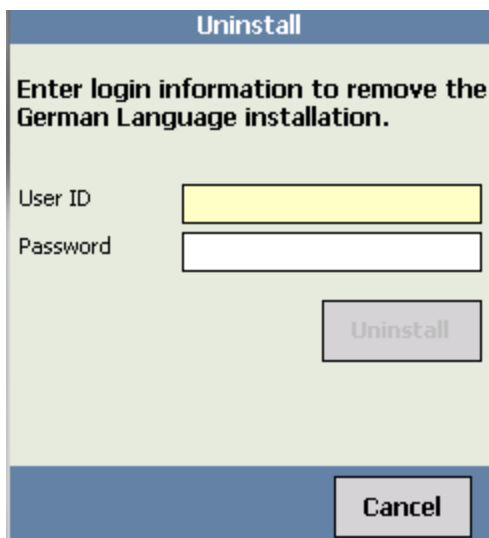 Uninstall
Enter login information to remove the
German Language installation.
User ID
Password
Uninstall
Cancel